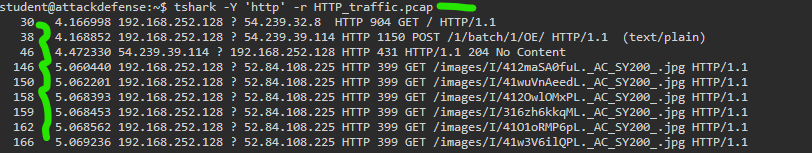 student@attackdefense:~$ tshark -Y 'http' -r HTTP_traffic.pcap
30 4.166998 192.168.252.128 ? 54.239.32.8 HTTP 904 GET / HTTP/1.1
38 4.168852 192.168.252.128 ? 54.239.39.114 HTTP 1150 POST /1/batch/1/OE/ HTTP/1.1 (text/plain)
46 4.472330 54.239.39.114 ? 192.168.252.128 HTTP 431 HTTP/1.1 204 No Content
146 5.060440 192.168.252.128 ? 52.84.108.225 HTTP 399 GET /images/I/412maSA0fuL._AC_SY200_.jpg HTTP/1.1
150 5.062201 192.168.252.128 ? 52.84.108.225 HTTP 399 GET /images/I/41wuVnAeedL._AC_SY200_.jpg HTTP/1.1
158 5.068393 192.168.252.128 ? 52.84.108.225 HTTP 399 GET /images/I/412OwlOMxPL._AC_SY200_.jpg HTTP/1.1
159 5.068453 192.168.252.128 ? 52.84.108.225 HTTP 399 GET /images/I/316zh6kkqML._AC_SY200_.jpg HTTP/1.1
162 5.068562 192.168.252.128 ? 52.84.108.225 HTTP 399 GET /images/I/41O1oRMP6pL._AC_SY200_.jpg HTTP/1.1
166 5.069236 192.168.252.128 ? 52.84.108.225 HTTP 399 GET /images/I/41w3V6ilQPL._AC_SY200_.jpg HTTP/1.1